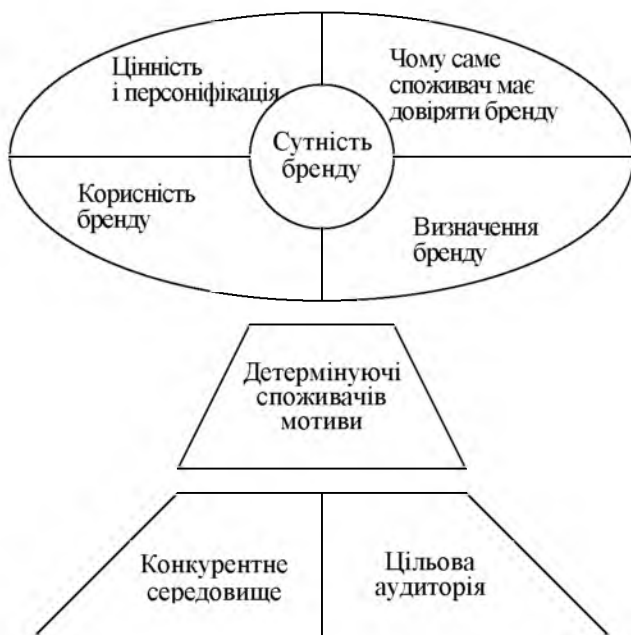 Цінність
і персоніфікація
Чому саме
споживач має
довіряти бренду
Сутність
бренду
Корисність
бренду
Визначення
бренду
Детермінуючі
споживачів
мотиви
Конкурентне
середовище
Цільова
аудиторія